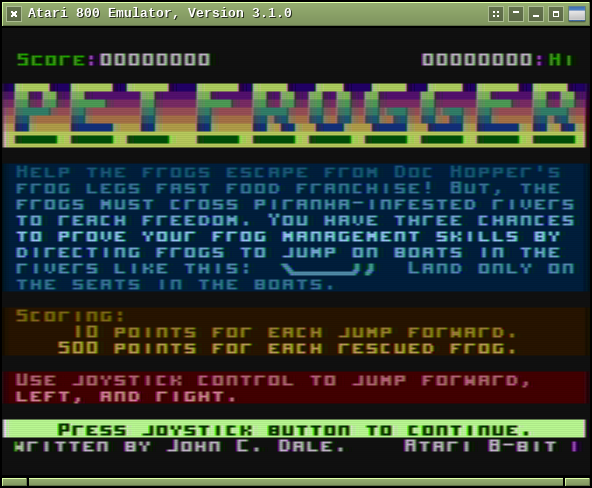 Atari 800 Emulator, Version 3.1.0
Score:00000000 00000000:Hi
PET FROGGER
Help the frogs escape from Doc Hopper's
frog legs fast food franchise! But, the
frogs must cross piranha-infested rivers
to reach freedom. You have three chances
to prove your frog management skills by
directing frogs to jump on boats in the
rivers like this: Land only on
the seats in the boats.
Scoring:
10 points for each jump forward.
500 points for each rescued frog.
Use joystick control to jump forward,
left, and right.
Press joystick button to continue.
written by John C. Dale. Atari 8-bit